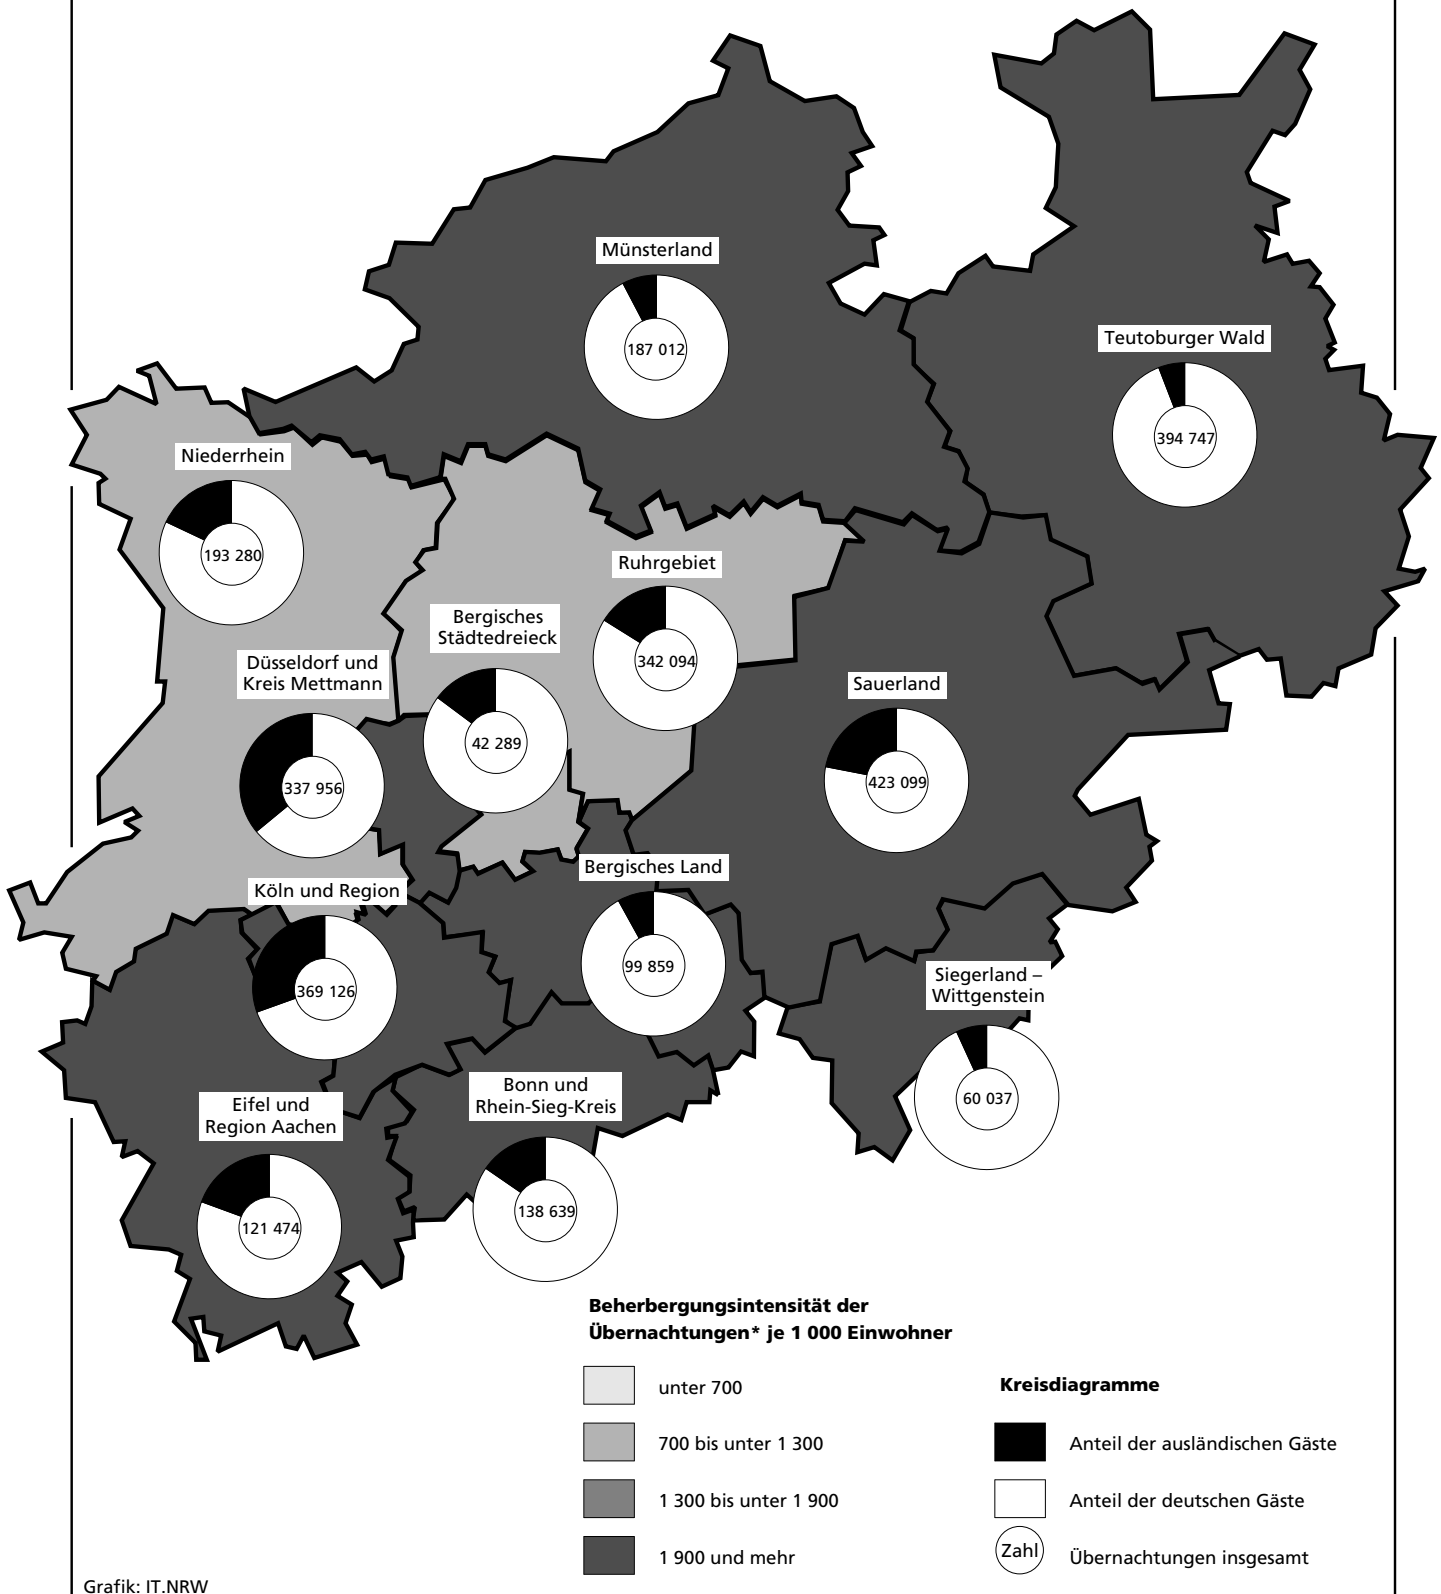 Münsterland
187 012
Teutoburger Wald
394 747
Niederrhein
193 280
Ruhrgebiet
342 094
Bergisches
Städtedreieck
42 289
Düsseldorf und
Kreis Mettmann
337 956
Sauerland
423 099
Bergisches Land
99 859
Köln und Region
369 126
Siegerland –
Wittgenstein
60 037
Bonn und
Rhein-Sieg-Kreis
138 639
Eifel und
Region Aachen
121 474
Beherbergungsintensität der
Übernachtungen* je 1 000 Einwohner
unter 700
700 bis unter 1 300
1 300 bis unter 1 900
1 900 und mehr
Kreisdiagramme
Anteil der ausländischen Gäste
Anteil der deutschen Gäste
Zahl
Übernachtungen insgesamt
Grafik: IT.NRW